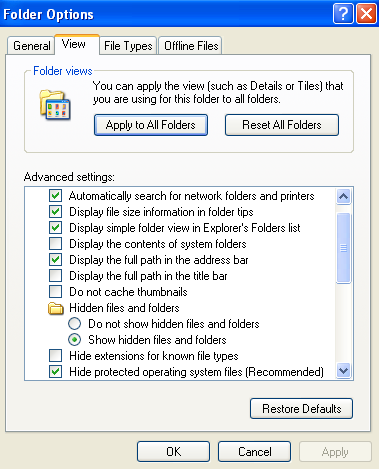 Folder Options
General
View
File Types
Offline Files
Folder views
You can apply the view (such as Details or Tiles) that
you are using for this folder to all folders.
Apply to All Folders
Reset All Folders
Advanced settings:
Automatically search for network folders and printers
Display file size information in folder tips
Display simple folder view in Explorer's Folders list
Display the contents of system folders
Display the full path in the address bar
Display the full path in the title bar
Do not cache thumbnails
Hidden files and folders
Do not show hidden files and folders
Show hidden files and folders
Hide extensions for known file types
Hide protected operating system files (Recommended)
Restore Defaults
OK
Cancel
Apply